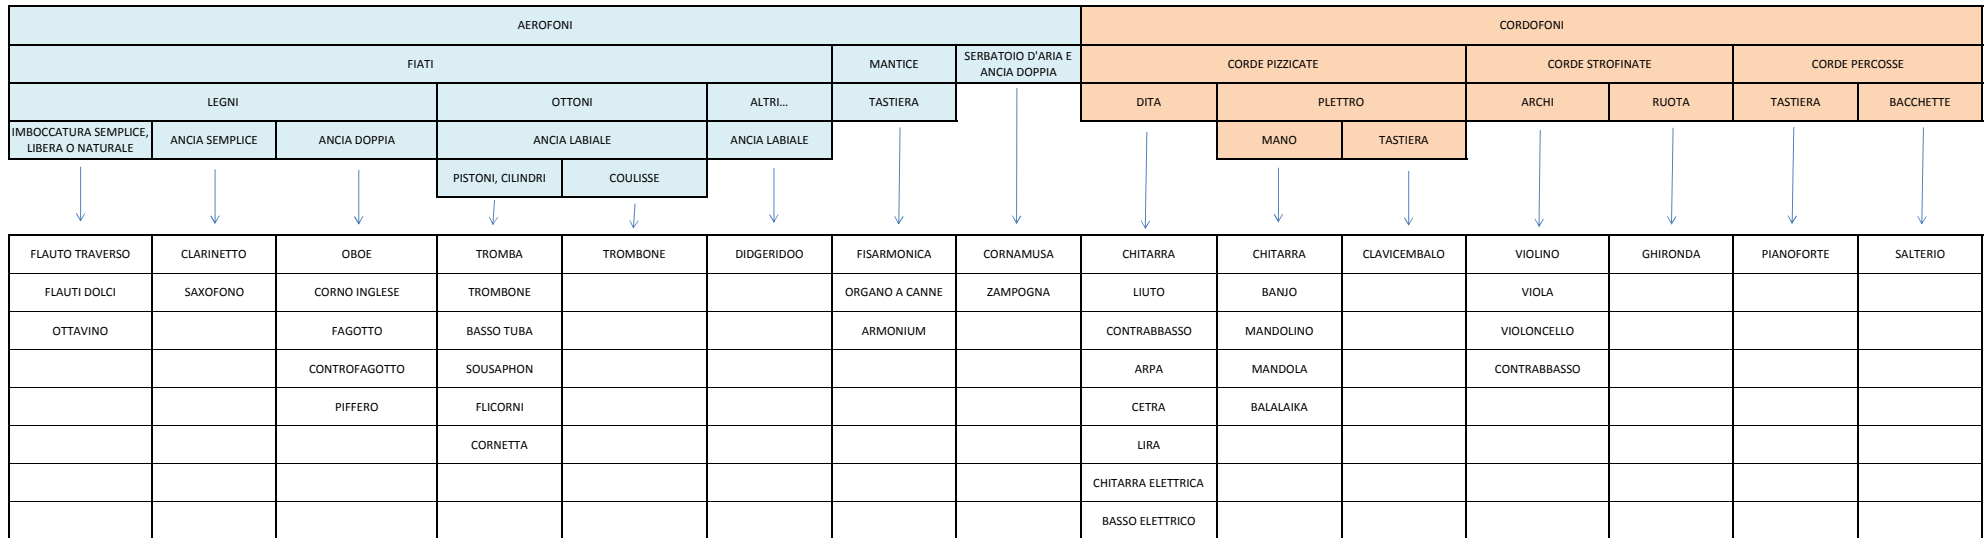 AEROFONI CORDOFONI
FIATI MANTICE SERBATOIO D'ARIA E ANCIA DOPPIA CORDE PIZZICATE CORDE STROFINATE CORDE PERCOSSE
LEGNI OTTONI ALTRI... TASTIERA DITA PLETTRO ARCHI RUOTA TASTIERA BACCHETTE
IMBOCCATURA SEMPLICE, LIBERA O NATURALE ANCIA SEMPLICE ANCIA DOPPIA ANCIA LABIALE ANCIA LABIALE MANO TASTIERA
PISTONI, CILINDRI COULISSE
FLAUTO TRAVERSO CLARINETTO OBOE TROMBA TROMBONE DIDGERIDOO FISARMONICA CORNAMUSA CHITARRA CHITARRA CLAVICEMBALO VIOLINO GHIRONDA PIANOFORTE SALTERIO
FLAUTI DOLCI SAXOFONO CORNO INGLESE TROMBONE ORGANO A CANNE ZAMPOGNA LIUTO BANJO VIOLA
OTTAVINO FAGOTTO BASSO TUBA ARMONIUM CONTRABBASSO MANDOLINO VIOLONCELLO
CONTROFAGOTTO SOUSAPHON ARPA MANDOLA CONTRABBASSO
PIFFERO FLICORNI CETRA BALALAIKA
CORNETTA LIRA
CHITARRA ELETTRICA
BASSO ELETTRICO